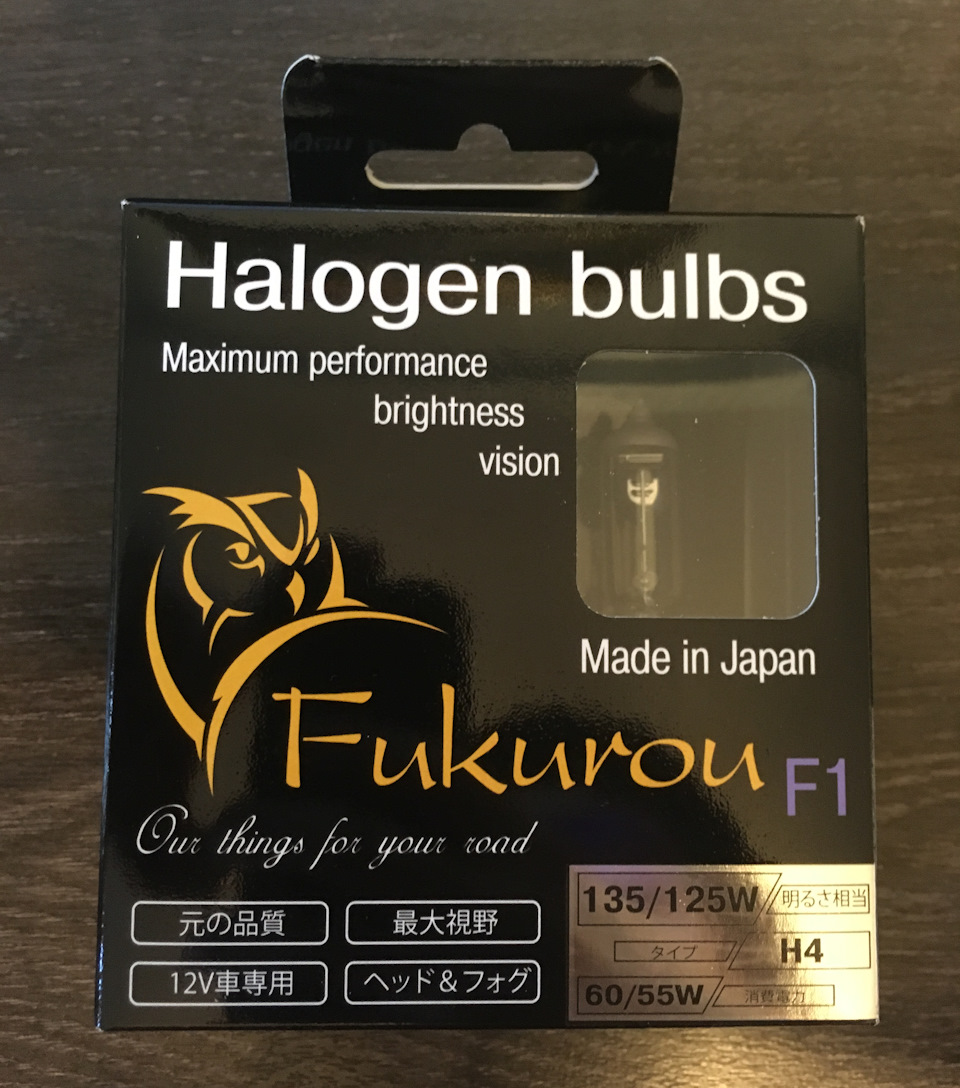 Halogen bulbs
Maximum performance
brightness
vision
Made in Japan
Fukurou F1
Our things for your road
元の品質 最大視野
12V車専用 ヘッド&フォグ
135/125W 明るさ相当
タイプ H4
60/55W 消費電力